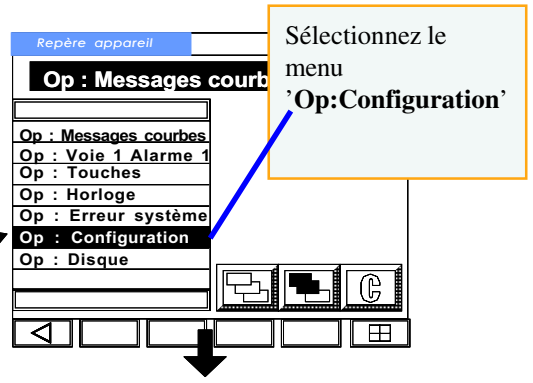 Repère appareil
Op : Messages courb
Sélectionnez le
menu
’Op:Configuration’
Op : Messages courbes
Op : Voie 1 Alarme 1
Op : Touches
Op : Horloge
Op : Erreur système
Op : Configuration
Op : Disque
C